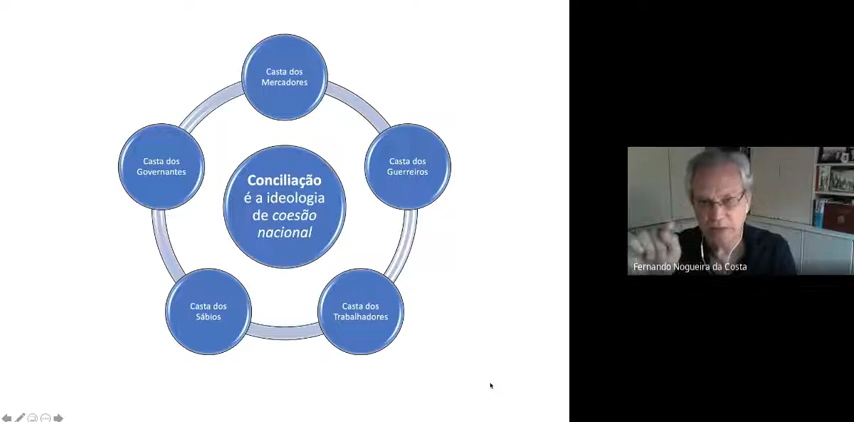 Casta dos
Mercadores
Casta dos
Governantes
Casta dos
Guerreiros
Conciliação
é a ideologia
de coesão
nacional
Casta dos
Sábios
Casta dos
Trabalhadores
Fernando Nogueira da Costa